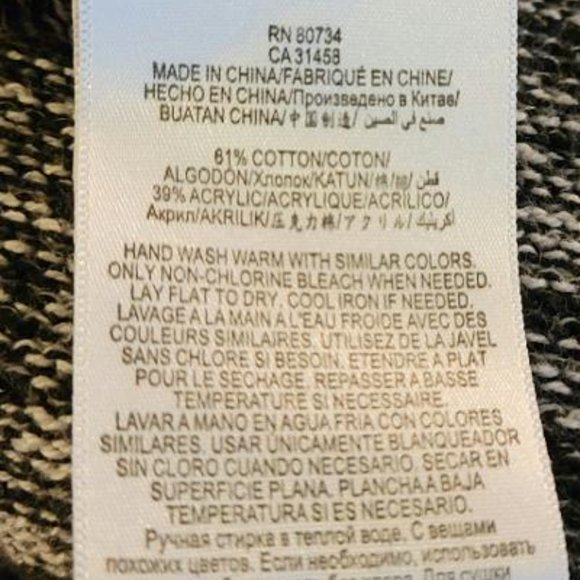 RN 80734
CA 31458
MADE IN CHINA/FABRIQUÉ EN CHINE/
HECHO EN CHINA/Произведено в Китае/
BUATAN CHINA/中国制造/صنع في الصين
61% COTTON/COTON/
ALGODÓN/Хлопок/KATUN/棉/綿/قطن
39% ACRYLIC/ACRYLIQUE/ACRÍLICO/
Акрил/AKRILIK/压克力棉/アクリル/أكريليك
HAND WASH WARM WITH SIMILAR COLORS.
ONLY NON-CHLORINE BLEACH WHEN NEEDED.
LAY FLAT TO DRY. COOL IRON IF NEEDED.
LAVAGE A LA MAIN A L'EAU FROIDE AVEC DES
COULEURS SIMILAIRES. UTILISEZ DE LA JAVEL
SANS CHLORE SI BESOIN. ETENDRE A PLAT
POUR LE SECHAGE. REPASSER A BASSE
TEMPERATURE SI NECESSAIRE.
LAVAR A MANO EN AGUA FRIA CON COLORES
SIMILARES. USAR ÚNICAMENTE BLANQUEADOR
SIN CLORO CUANDO NECESARIO. SECAR EN
SUPERFICIE PLANA. PLANCHA A BAJA
TEMPERATURA SI ES NECESARIO.
Ручная стирка в теплой воде. С вещами
похожих цветов. Если необходимо, использовать